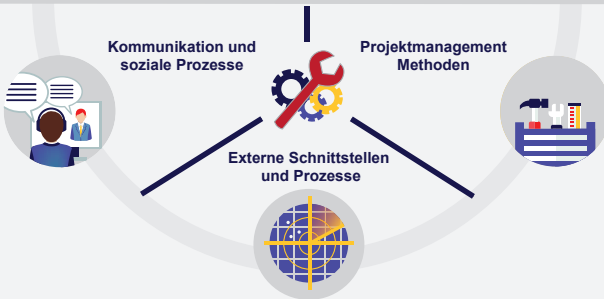 Kommunikation und
soziale Prozesse
Projektmanagement
Methoden
Externe Schnittstellen
und Prozesse